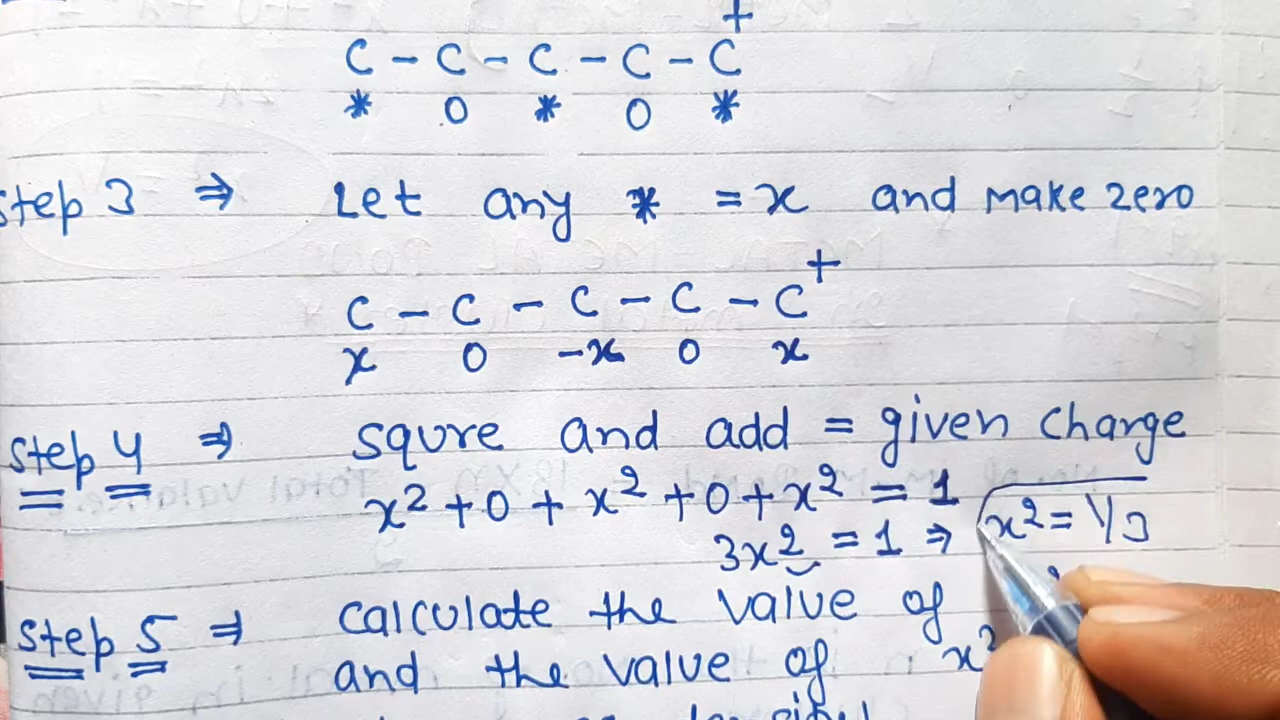 +
C - C - C - C - C
* 0 * 0 *
step 3 ⇒ Let any * = x and make zero
C - C - C - C - C+
x 0 -x 0 x
step 4 ⇒ squre and add = given charge
x² + 0 + x² + 0 + x² = 1
3x² = 1 ⇒ x² = 1/3
step 5 ⇒ calculate the value of
and the value of x²